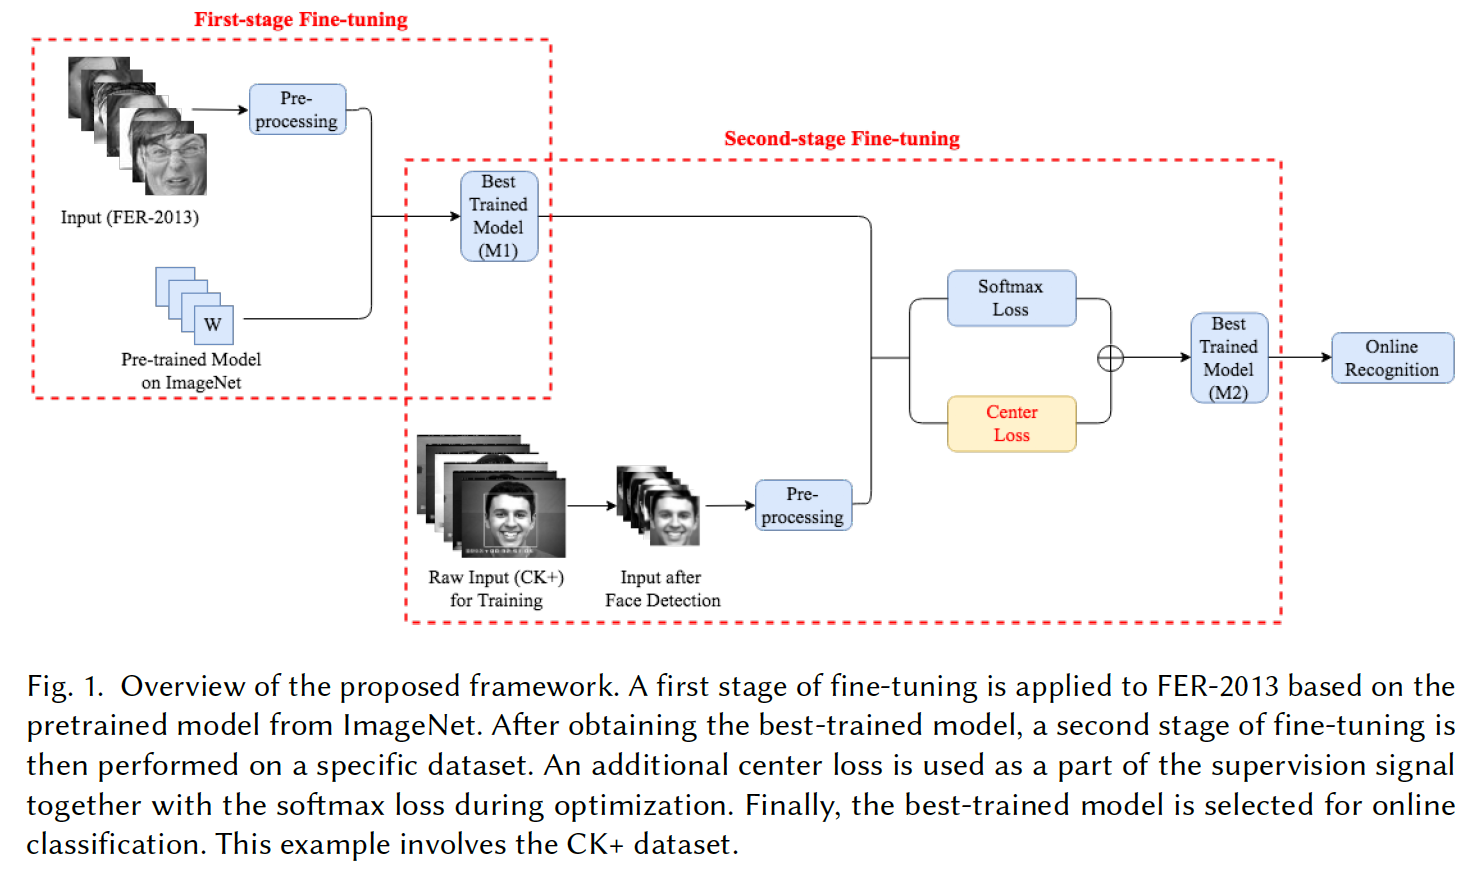 First-stage Fine-tuning
Pre-
processing
Input (FER-2013)
W
Pre-trained Model
on ImageNet
Second-stage Fine-tuning
Best
Trained
Model
(M1)
Softmax
Loss
Center
Loss
Best
Trained
Model
(M2)
Online
Recognition
Raw Input (CK+)
for Training
Input after
Face Detection
Pre-
processing
Fig. 1. Overview of the proposed framework. A first stage of fine-tuning is applied to FER-2013 based on the
pretrained model from ImageNet. After obtaining the best-trained model, a second stage of fine-tuning is
then performed on a specific dataset. An additional center loss is used as a part of the supervision signal
together with the softmax loss during optimization. Finally, the best-trained model is selected for online
classification. This example involves the CK+ dataset.